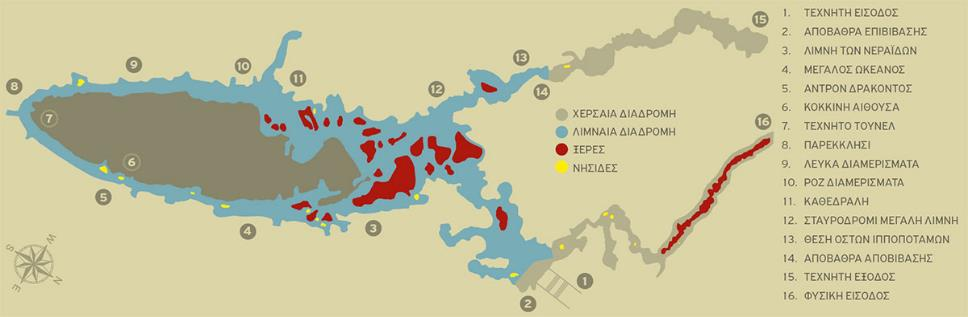 15
1. ΤΕΧΝΗΤΗ ΕΙΣΟΔΟΣ
2. ΑΠΟΒΑΘΡΑ ΕΠΙΒΙΒΑΣΗΣ
3. ΛΙΜΝΗ ΤΩΝ ΝΕΡΑΪΔΩΝ
4. ΜΕΓΑΛΟΣ ΩΚΕΑΝΟΣ
5. ΑΝΤΡΟΝ ΔΡΑΚΟΝΤΟΣ
6. ΚΟΚΚΙΝΗ ΑΙΘΟΥΣΑ
7. ΤΕΧΝΗΤΟ ΤΟΥΝΕΛ
8. ΠΑΡΕΚΚΛΗΣΙ
9. ΛΕΥΚΑ ΔΙΑΜΕΡΙΣΜΑΤΑ
10. ΡΟΖ ΔΙΑΜΕΡΙΣΜΑΤΑ
11. ΚΑΘΕΔΡΑΛΗ
12. ΣΤΑΥΡΟΔΡΟΜΙ ΜΕΓΑΛΗ ΛΙΜΝΗ
13. ΘΕΣΗ ΟΣΤΩΝ ΙΠΠΟΠΟΤΑΜΩΝ
14. ΑΠΟΒΑΘΡΑ ΑΠΟΒΙΒΑΣΗΣ
15. ΤΕΧΝΗΤΗ ΕΞΟΔΟΣ
16. ΦΥΣΙΚΗ ΕΙΣΟΔΟΣ
13
9
10
11
8
12
14
ΧΕΡΣΑΙΑ ΔΙΑΔΡΟΜΗ
ΛΙΜΝΑΙΑ ΔΙΑΔΡΟΜΗ
ΞΕΡΕΣ
ΝΗΣΙΔΕΣ
7
16
6
5
4
3
W
S
N
E
1
2